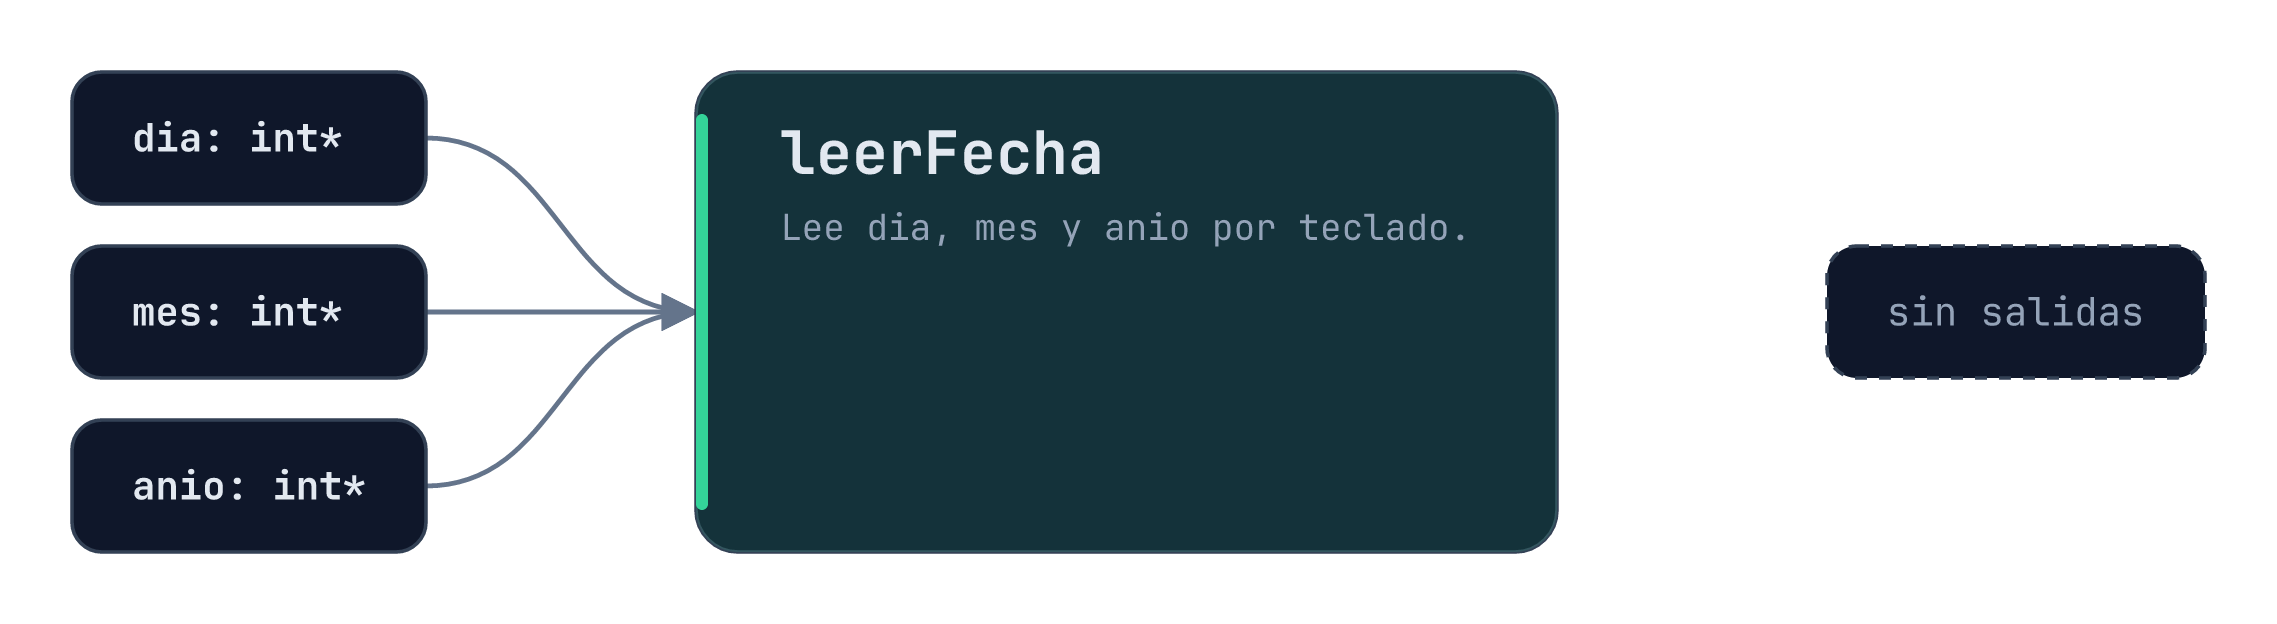 dia: int*
mes: int*
anio: int*
leerFecha
Lee dia, mes y anio por teclado.
sin salidas